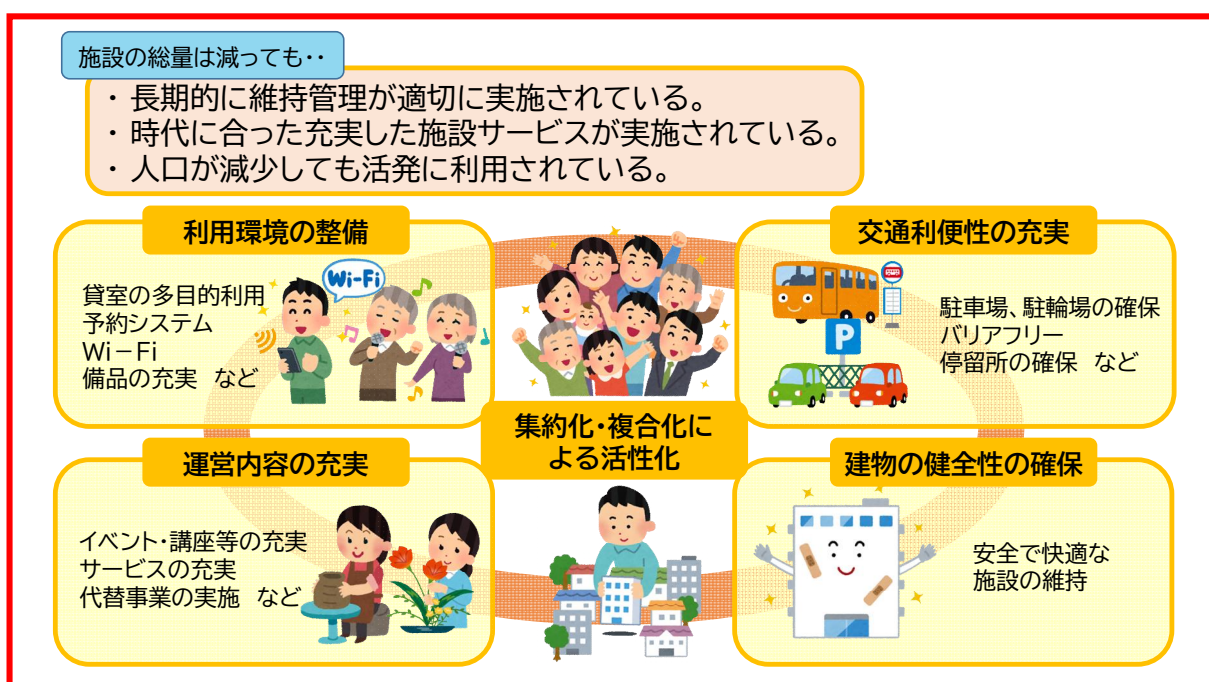 施設の総量は減っても‥
・ 長期的に維持管理が適切に実施されている。
・ 時代に合った充実した施設サービスが実施されている。
・ 人口が減少しても活発に利用されている。
利用環境の整備
貸室の多目的利用
予約システム
Wi－Fi
備品の充実　など
Wi-Fi
交通利便性の充実
駐車場、駐輪場の確保
バリアフリー
停留所の確保　など
P
集約化・複合化に
よる活性化
運営内容の充実
イベント・講座等の充実
サービスの充実
代替事業の実施　など
建物の健全性の確保
安全で快適な
施設の維持